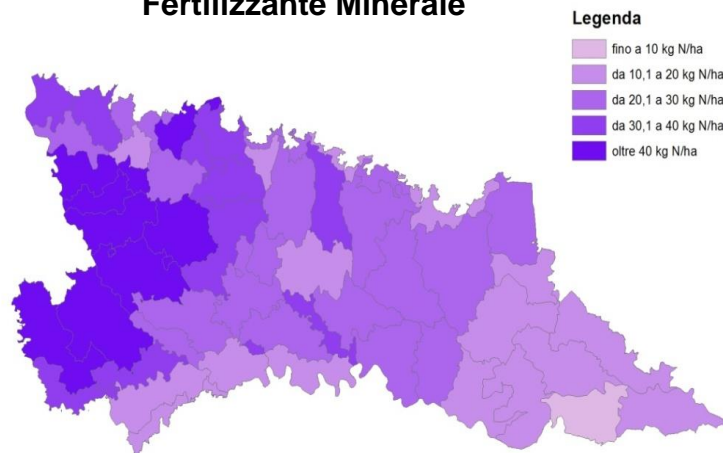 Fertilizzante Minerale
Legenda
fino a 10 kg N/ha
da 10,1 a 20 kg N/ha
da 20,1 a 30 kg N/ha
da 30,1 a 40 kg N/ha
oltre 40 kg N/ha